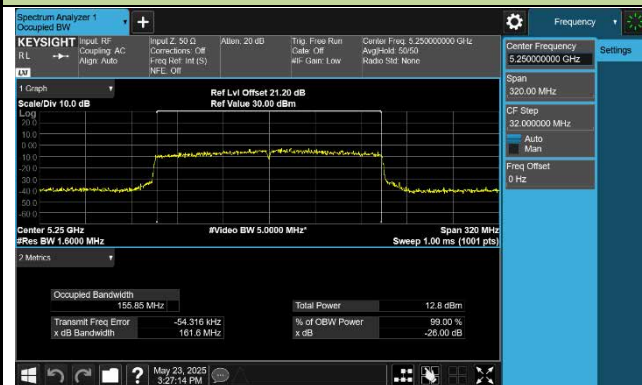 Spectrum Analyzer 1
Occupied BW
+
Frequency
KEYSIGHT
RL
LXI
Input: RF
Coupling: AC
Align: Auto
Input Z: 50 Ω
Corrections: Off
Freq Ref: Int (S)
NFE: Off
Atten: 20 dB
Trig: Free Run
Gate: Off
#IF Gain: Low
Center Freq: 5.250000000 GHz
Avg|Hold: 50/50
Radio Std: None
Center Frequency
5.250000000 GHz
Settings
Span
320.00 MHz
CF Step
32.000000 MHz
Auto
Man
Freq Offset
0 Hz
1 Graph
Scale/Div 10.0 dB
Ref Lvl Offset 21.20 dB
Ref Value 30.00 dBm
Log
20.0
10.0
0.00
-10.0
-20.0
-30.0
-40.0
-50.0
-60.0
Center 5.25 GHz
#Video BW 5.0000 MHz*
Span 320 MHz
#Res BW 1.6000 MHz
Sweep 1.00 ms (1001 pts)
2 Metrics
Occupied Bandwidth
155.85 MHz
Total Power 12.8 dBm
Transmit Freq Error -54.316 kHz
% of OBW Power 99.00 %
x dB Bandwidth 161.6 MHz
x dB -26.00 dB
?
May 23, 2025
3:27:14 PM